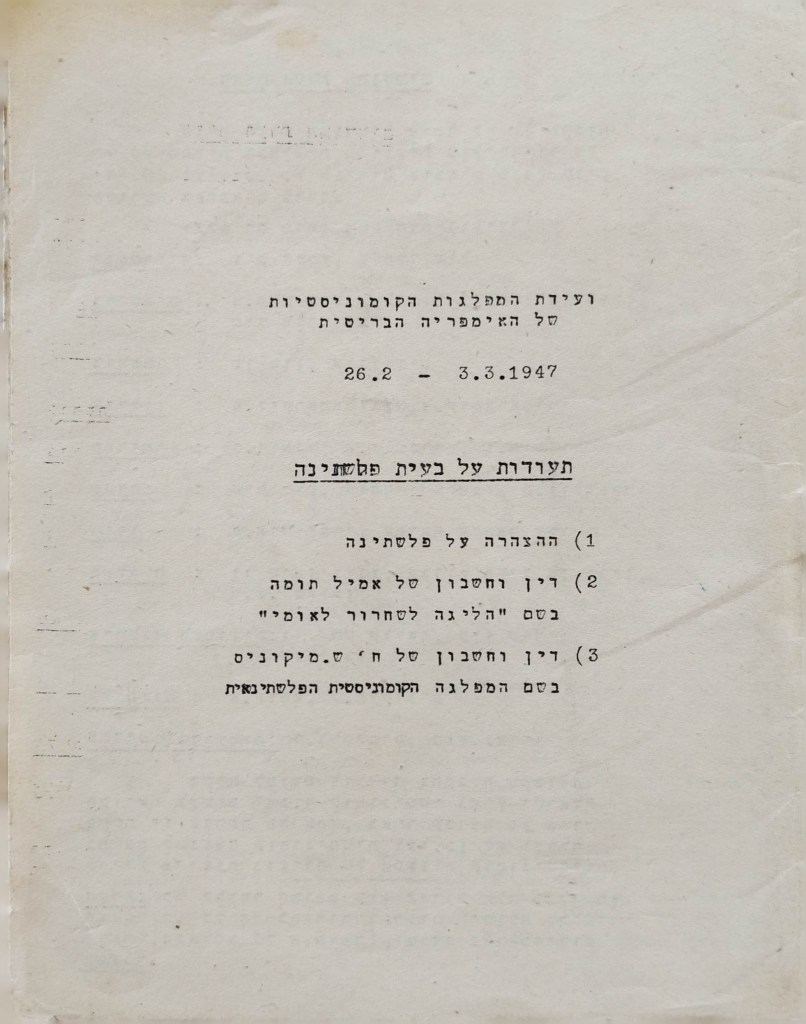 ועידת המפלגות הקומוניסטיות
של האימפריה הבריטית
26.2 – 3.3.1947
תעודות על בעית פלשתינה
1) ההצהרה על פלשתינה
2) דין וחשבון של אמיל תומה
בשם "הליגה לשחרור לאומי"
3) דין וחשבון של ח' ש.מיקוניס
בשם המפלגה הקומוניסטית הפלשתינאית